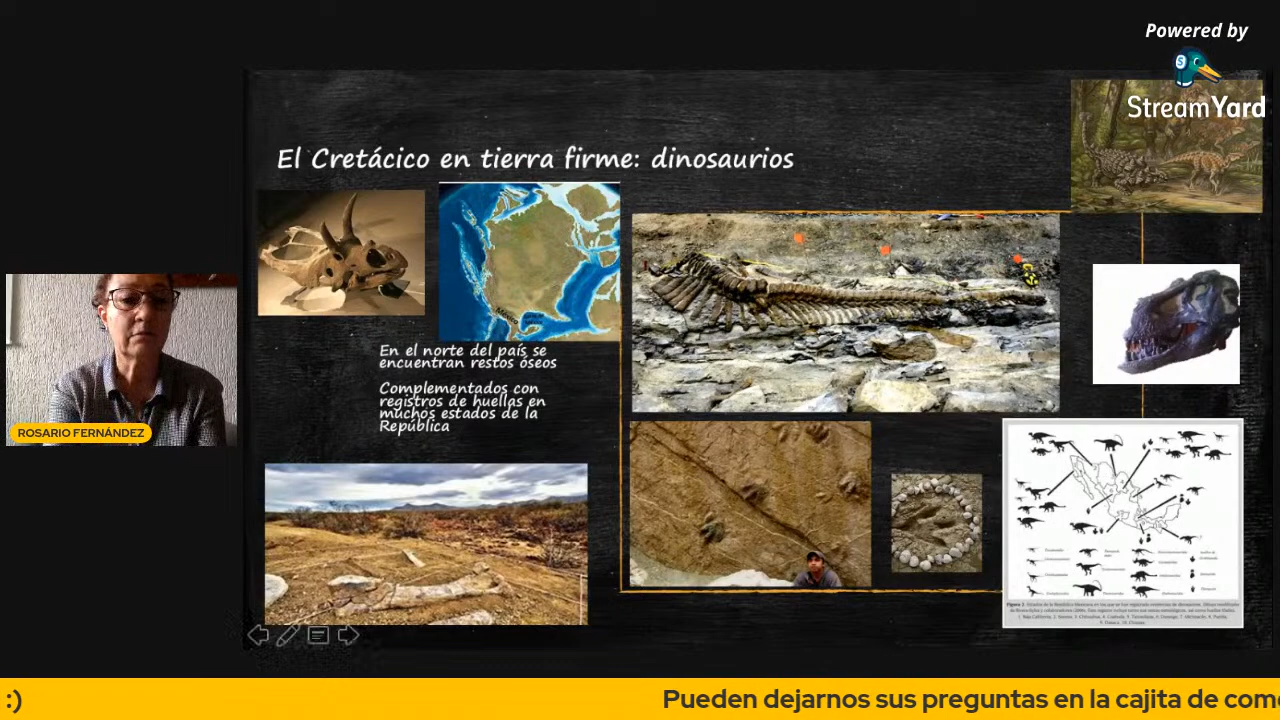 Powered by
StreamYard
El Cretácico en tierra firme: dinosaurios
En el norte del país se
encuentran restos óseos
Complementados con
registros de huellas en
muchos estados de la
República
ROSARIO FERNÁNDEZ
:)
Pueden dejarnos sus preguntas en la cajita de com